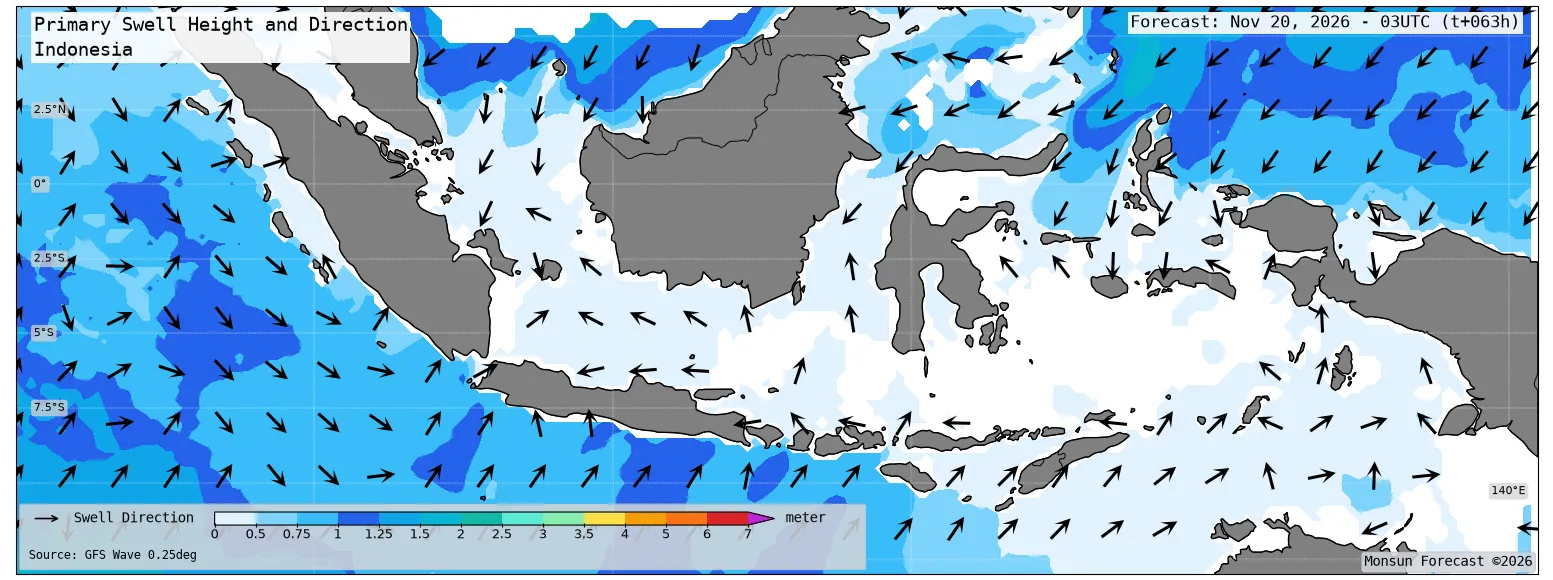 Primary Swell Height and Direction
Indonesia
Forecast: Nov 20, 2026 - 03UTC (t+063h)
2.5°N
0°
2.5°S
5°S
7.5°S
140°E
Swell Direction
0 0.5 0.75 1 1.25 1.5 2 2.5 3 3.5 4 5 6 7
meter
Source: GFS Wave 0.25deg
Monsun Forecast ©2026